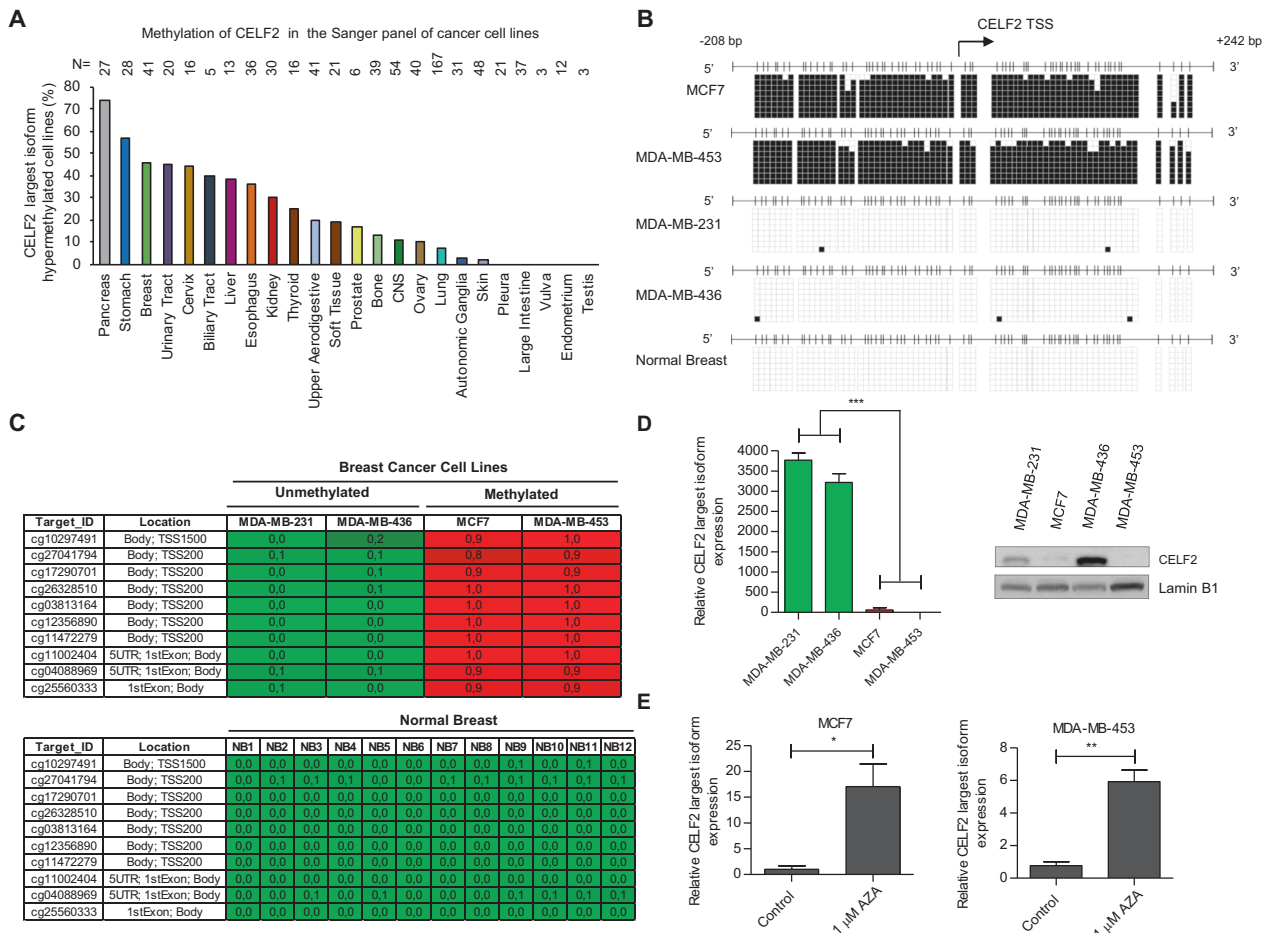 A
Methylation of CELF2 in the Sanger panel of cancer cell lines
N= 27 28 41 20 16 5 13 36 30 16 41 21 6 39 54 40 167 31 48 21 37 3 12 3
CELF2 largest isoform
hypermethylated cell lines (%)
80
70
60
50
40
30
20
10
0
Pancreas
Stomach
Breast
Urinary Tract
Cervix
Biliary Tract
Liver
Esophagus
Kidney
Thyroid
Upper Aerodigestive
Soft Tissue
Prostate
Bone
CNS
Ovary
Lung
Autonomic Ganglia
Skin
Pleura
Large Intestine
Vulva
Endometrium
Testis
B
CELF2 TSS
-208 bp +242 bp
5’ 3’
MCF7
5’ 3’
MDA-MB-453
5’ 3’
MDA-MB-231
5’ 3’
MDA-MB-436
5’ 3’
Normal Breast
C
Breast Cancer Cell Lines
Unmethylated Methylated
Target_ID Location MDA-MB-231 MDA-MB-436 MCF7 MDA-MB-453
cg10297491 Body; TSS1500 0,0 0,2 0,9 1,0
cg27041794 Body; TSS200 0,1 0,1 0,8 0,9
cg17290701 Body; TSS200 0,0 0,1 0,9 0,9
cg26328510 Body; TSS200 0,0 0,1 1,0 1,0
cg03813164 Body; TSS200 0,0 0,0 1,0 1,0
cg12356890 Body; TSS200 0,0 0,0 1,0 1,0
cg11472279 Body; TSS200 0,0 0,0 1,0 1,0
cg11002404 5UTR; 1stExon; Body 0,0 0,0 1,0 1,0
cg04088969 5UTR; 1stExon; Body 0,1 0,1 0,9 0,9
cg25560333 1stExon; Body 0,1 0,0 0,9 0,9
Normal Breast
Target_ID Location NB1 NB2 NB3 NB4 NB5 NB6 NB7 NB8 NB9 NB10 NB11 NB12
cg10297491 Body; TSS1500 0,0 0,0 0,0 0,0 0,0 0,0 0,0 0,0 0,1 0,0 0,1 0,0
cg27041794 Body; TSS200 0,0 0,1 0,1 0,1 0,0 0,0 0,1 0,1 0,1 0,1 0,1 0,1
cg17290701 Body; TSS200 0,0 0,0 0,0 0,0 0,0 0,0 0,0 0,0 0,0 0,0 0,0 0,0
cg26328510 Body; TSS200 0,0 0,0 0,0 0,0 0,0 0,0 0,0 0,0 0,0 0,0 0,0 0,0
cg03813164 Body; TSS200 0,0 0,0 0,0 0,0 0,0 0,0 0,0 0,0 0,0 0,0 0,0 0,0
cg12356890 Body; TSS200 0,0 0,0 0,0 0,0 0,0 0,0 0,0 0,0 0,0 0,0 0,0 0,0
cg11472279 Body; TSS200 0,0 0,0 0,0 0,0 0,0 0,0 0,0 0,0 0,0 0,0 0,0 0,0
cg11002404 5UTR; 1stExon; Body 0,0 0,0 0,0 0,0 0,0 0,0 0,0 0,0 0,0 0,0 0,0 0,0
cg04088969 5UTR; 1stExon; Body 0,0 0,0 0,1 0,0 0,1 0,0 0,0 0,0 0,1 0,0 0,1 0,1
cg25560333 1stExon; Body 0,0 0,0 0,0 0,0 0,0 0,0 0,0 0,0 0,0 0,0 0,0 0,0
D
***
Relative CELF2 largest isoform
expression
4000
3500
3000
2500
2000
1500
1000
500
0
MDA-MB-231
MDA-MB-436
MCF7
MDA-MB-453
MDA-MB-231
MCF7
MDA-MB-436
MDA-MB-453
CELF2
Lamin B1
E
MCF7
*
Relative CELF2 largest isoform
expression
25
20
15
10
5
0
Control
1 µM AZA
MDA-MB-453
**
Relative CELF2 largest isoform
expression
8
6
4
2
0
Control
1 µM AZA